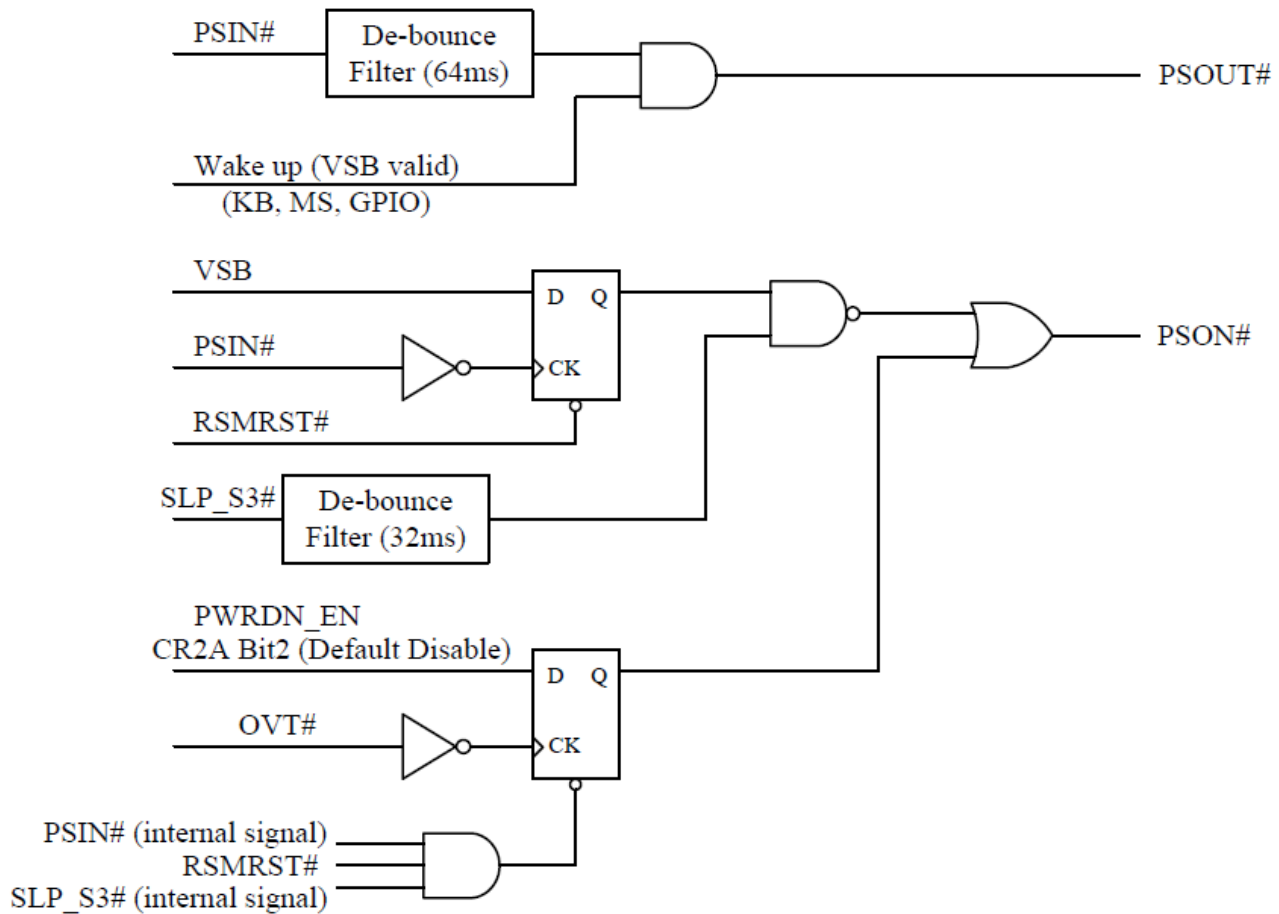 PSIN#
De-bounce
Filter (64ms)
PSOUT#
Wake up (VSB valid)
(KB, MS, GPIO)
VSB
D Q
PSIN#
CK
PSON#
RSMRST#
SLP_S3#
De-bounce
Filter (32ms)
PWRDN_EN
CR2A Bit2 (Default Disable)
D Q
OVT#
CK
PSIN# (internal signal)
RSMRST#
SLP_S3# (internal signal)